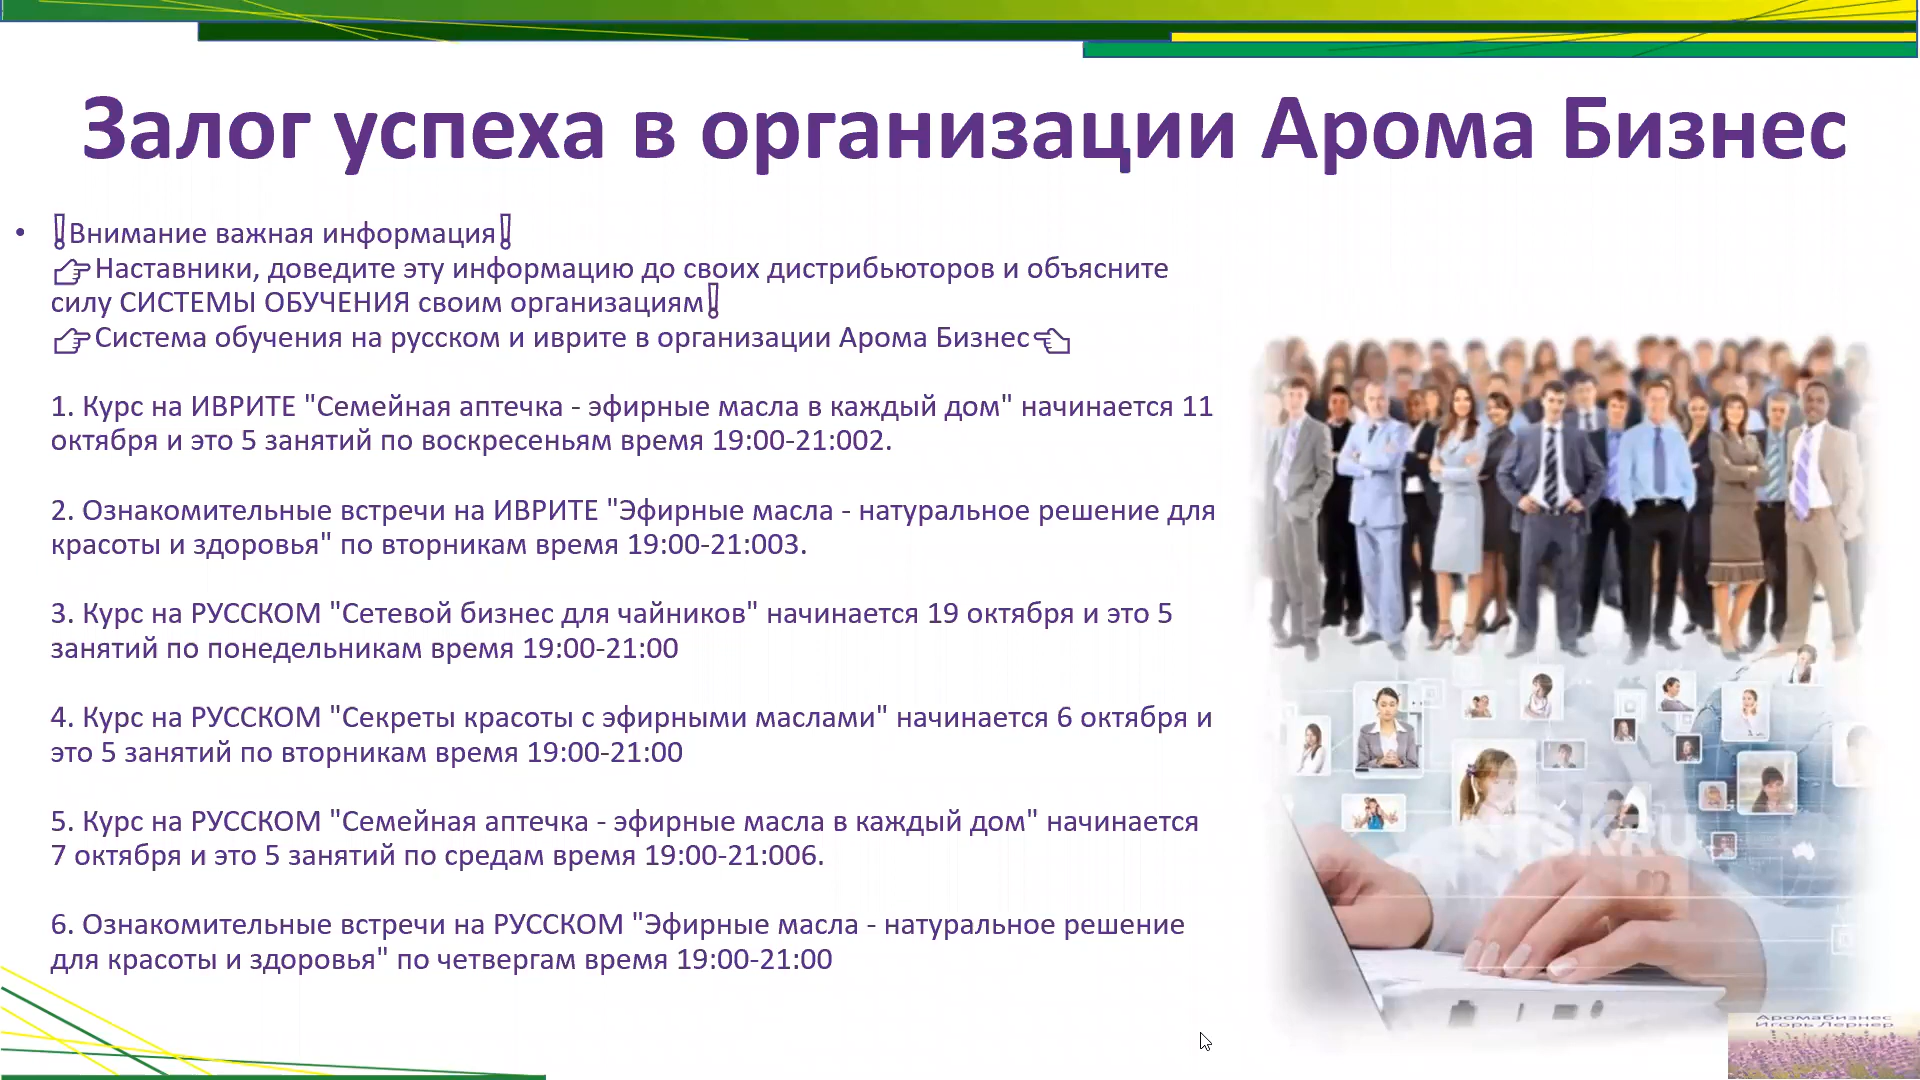 Залог успеха в организации Арома Бизнес
• ❗Внимание важная информация❗
👉Наставники, доведите эту информацию до своих дистрибьюторов и объясните
силу СИСТЕМЫ ОБУЧЕНИЯ своим организациям❗
👉Система обучения на русском и иврите в организации Арома Бизнес👈
1. Курс на ИВРИТЕ "Семейная аптечка - эфирные масла в каждый дом" начинается 11
октября и это 5 занятий по воскресеньям время 19:00-21:002.
2. Ознакомительные встречи на ИВРИТЕ "Эфирные масла - натуральное решение для
красоты и здоровья" по вторникам время 19:00-21:003.
3. Курс на РУССКОМ "Сетевой бизнес для чайников" начинается 19 октября и это 5
занятий по понедельникам время 19:00-21:00
4. Курс на РУССКОМ "Секреты красоты с эфирными маслами" начинается 6 октября и
это 5 занятий по вторникам время 19:00-21:00
5. Курс на РУССКОМ "Семейная аптечка - эфирные масла в каждый дом" начинается
7 октября и это 5 занятий по средам время 19:00-21:006.
6. Ознакомительные встречи на РУССКОМ "Эфирные масла - натуральное решение
для красоты и здоровья" по четвергам время 19:00-21:00
Аромабизнес
Игорь Лернер